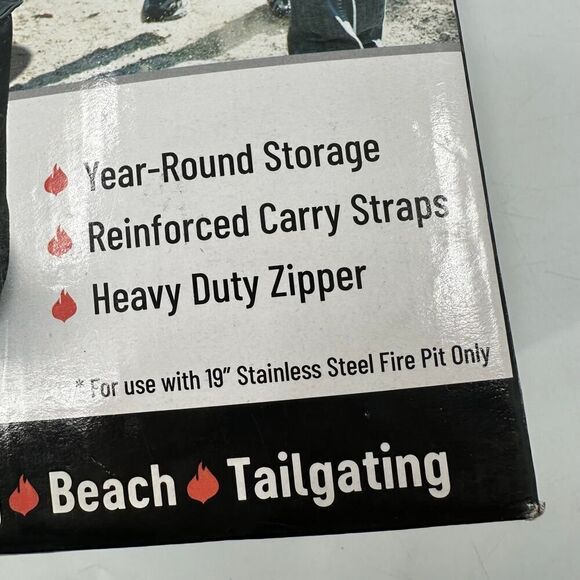 Year-Round Storage
Reinforced Carry Straps
Heavy Duty Zipper
* For use with 19" Stainless Steel Fire Pit Only
Beach Tailgating